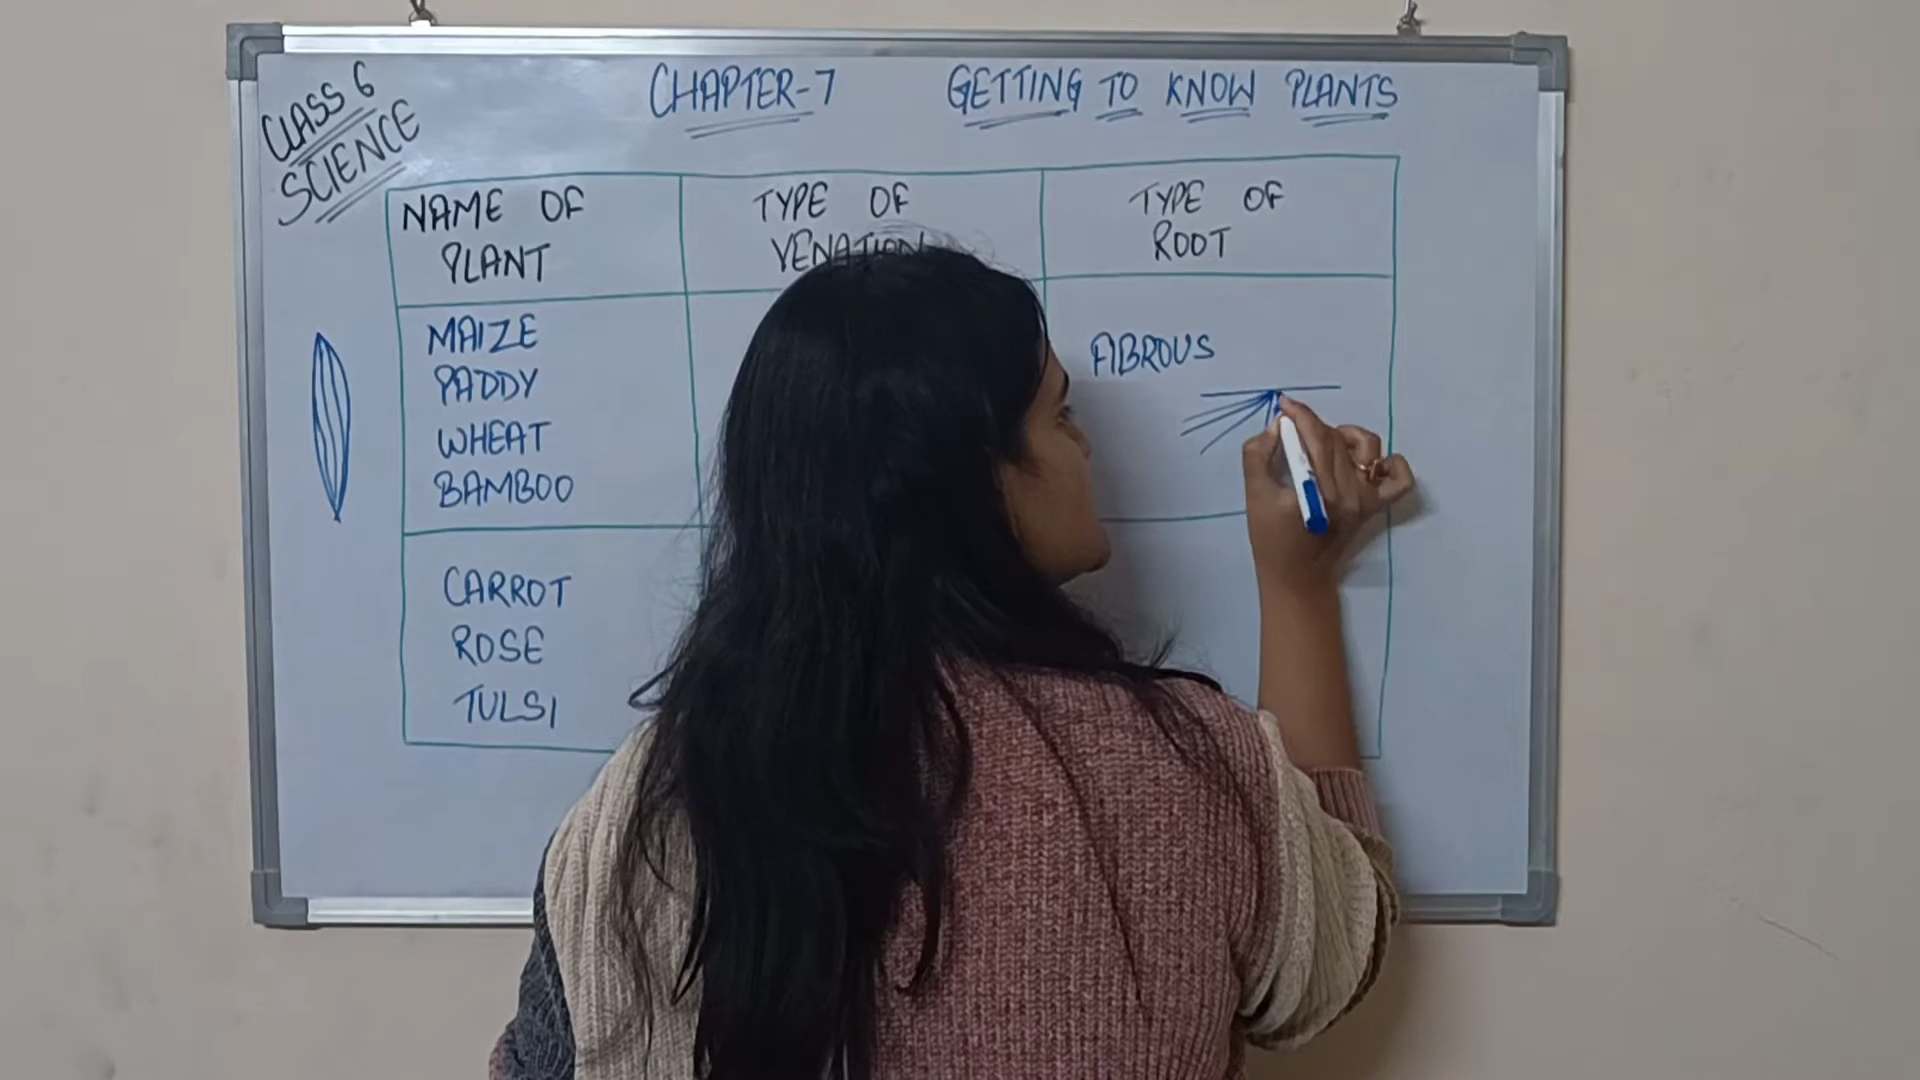 CLASS 6
SCIENCE
CHAPTER-7 GETTING TO KNOW PLANTS
NAME OF
PLANT
TYPE OF
VENATION
TYPE OF
ROOT
MAIZE
PADDY
WHEAT
BAMBOO
FIBROUS
CARROT
ROSE
TULSI